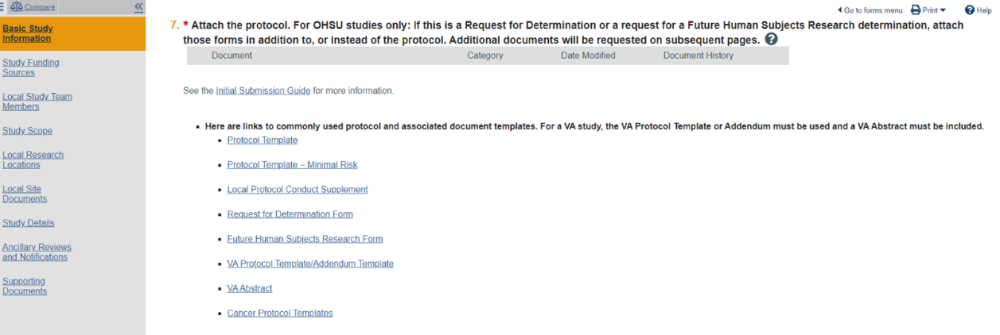 Compare
Go to forms menu Print Help
Basic Study
Information
Study Funding
Sources
Local Study Team
Members
Study Scope
Local Research
Locations
Local Site
Documents
Study Details
Ancillary Reviews
and Notifications
Supporting
Documents
7. * Attach the protocol. For OHSU studies only: If this is a Request for Determination or a request for a Future Human Subjects Research determination, attach
those forms in addition to, or instead of the protocol. Additional documents will be requested on subsequent pages. ?
Document Category Date Modified Document History
See the Initial Submission Guide for more information.
▪ Here are links to commonly used protocol and associated document templates. For a VA study, the VA Protocol Template or Addendum must be used and a VA Abstract must be included.
▪ Protocol Template
▪ Protocol Template – Minimal Risk
▪ Local Protocol Conduct Supplement
▪ Request for Determination Form
▪ Future Human Subjects Research Form
▪ VA Protocol Template/Addendum Template
▪ VA Abstract
▪ Cancer Protocol Templates